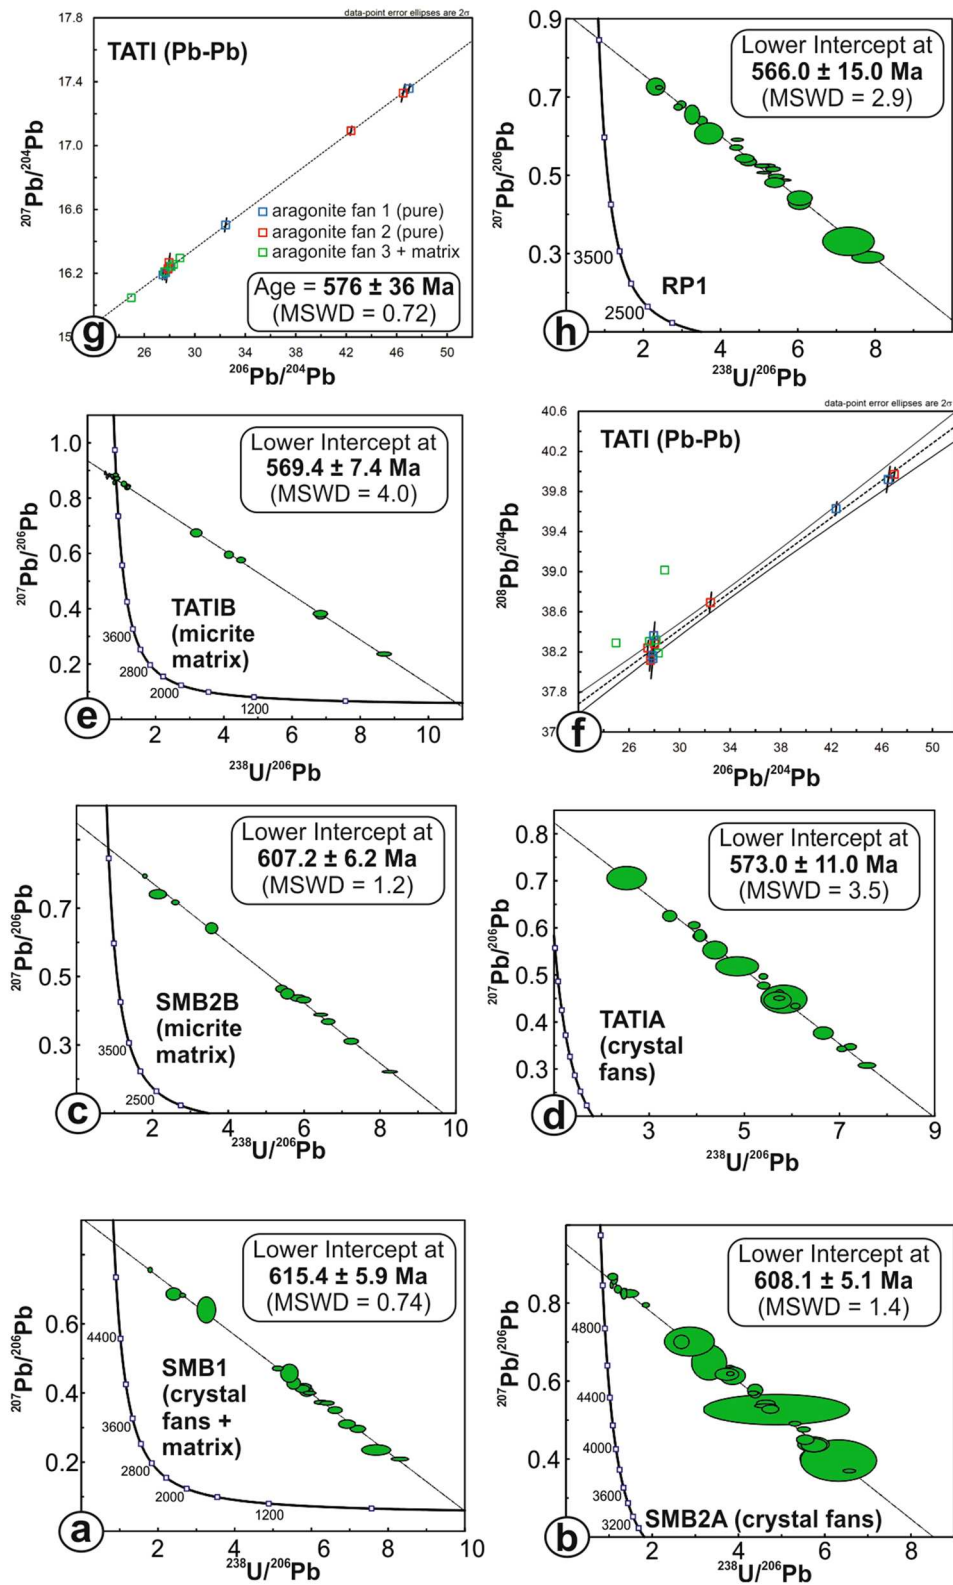 data-point error ellipses are 2σ
17.8
17.4
17.0
16.6
16.2
15
TATI (Pb-Pb)
aragonite fan 1 (pure)
aragonite fan 2 (pure)
aragonite fan 3 + matrix
Age = 576 ± 36 Ma
(MSWD = 0.72)
g
26 30 34 38 42 46 50
²⁰⁷Pb/²⁰⁴Pb
²⁰⁶Pb/²⁰⁴Pb
0.9
0.7
0.5
0.3
Lower Intercept at
566.0 ± 15.0 Ma
(MSWD = 2.9)
3500
2500
RP1
h
2 4 6 8
²⁰⁷Pb/²⁰⁶Pb
²³⁸U/²⁰⁶Pb
1.0
0.8
0.6
0.4
0.2
Lower Intercept at
569.4 ± 7.4 Ma
(MSWD = 4.0)
TATIB
(micrite
matrix)
3600
2800
2000
1200
e
2 4 6 8 10
²⁰⁷Pb/²⁰⁶Pb
²³⁸U/²⁰⁶Pb
data-point error ellipses are 2σ
40.6
40.2
39.8
39.4
39.0
38.6
38.2
37.8
37
TATI (Pb-Pb)
f
26 30 34 38 42 46 50
²⁰⁸Pb/²⁰⁴Pb
²⁰⁶Pb/²⁰⁴Pb
0.7
0.5
0.3
Lower Intercept at
607.2 ± 6.2 Ma
(MSWD = 1.2)
SMB2B
(micrite
matrix)
3500
2500
c
2 4 6 8 10
²⁰⁷Pb/²⁰⁶Pb
²³⁸U/²⁰⁶Pb
0.8
0.7
0.6
0.5
0.4
0.3
Lower Intercept at
573.0 ± 11.0 Ma
(MSWD = 3.5)
TATIA
(crystal
fans)
d
3 5 7 9
²⁰⁷Pb/²⁰⁶Pb
²³⁸U/²⁰⁶Pb
0.6
0.4
0.2
Lower Intercept at
615.4 ± 5.9 Ma
(MSWD = 0.74)
SMB1
(crystal
fans +
matrix)
4400
3600
2800
2000
1200
a
2 4 6 8 10
²⁰⁷Pb/²⁰⁶Pb
²³⁸U/²⁰⁶Pb
0.8
0.6
0.4
Lower Intercept at
608.1 ± 5.1 Ma
(MSWD = 1.4)
4800
4400
4000
3600
3200
SMB2A (crystal fans)
b
2 4 6 8
²⁰⁷Pb/²⁰⁶Pb
²³⁸U/²⁰⁶Pb